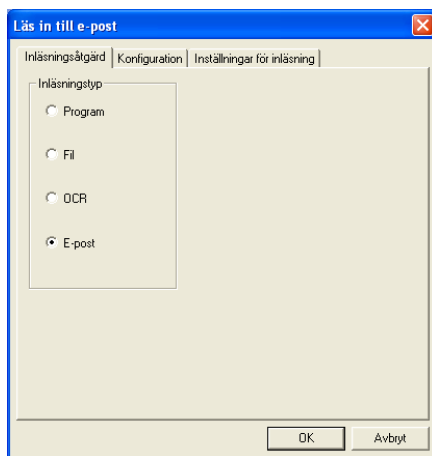 Läs in till e-post
Inläsningsåtgärd Konfiguration Inställningar för inläsning
Inläsningstyp
Program
Fil
OCR
E-post
OK Avbryt